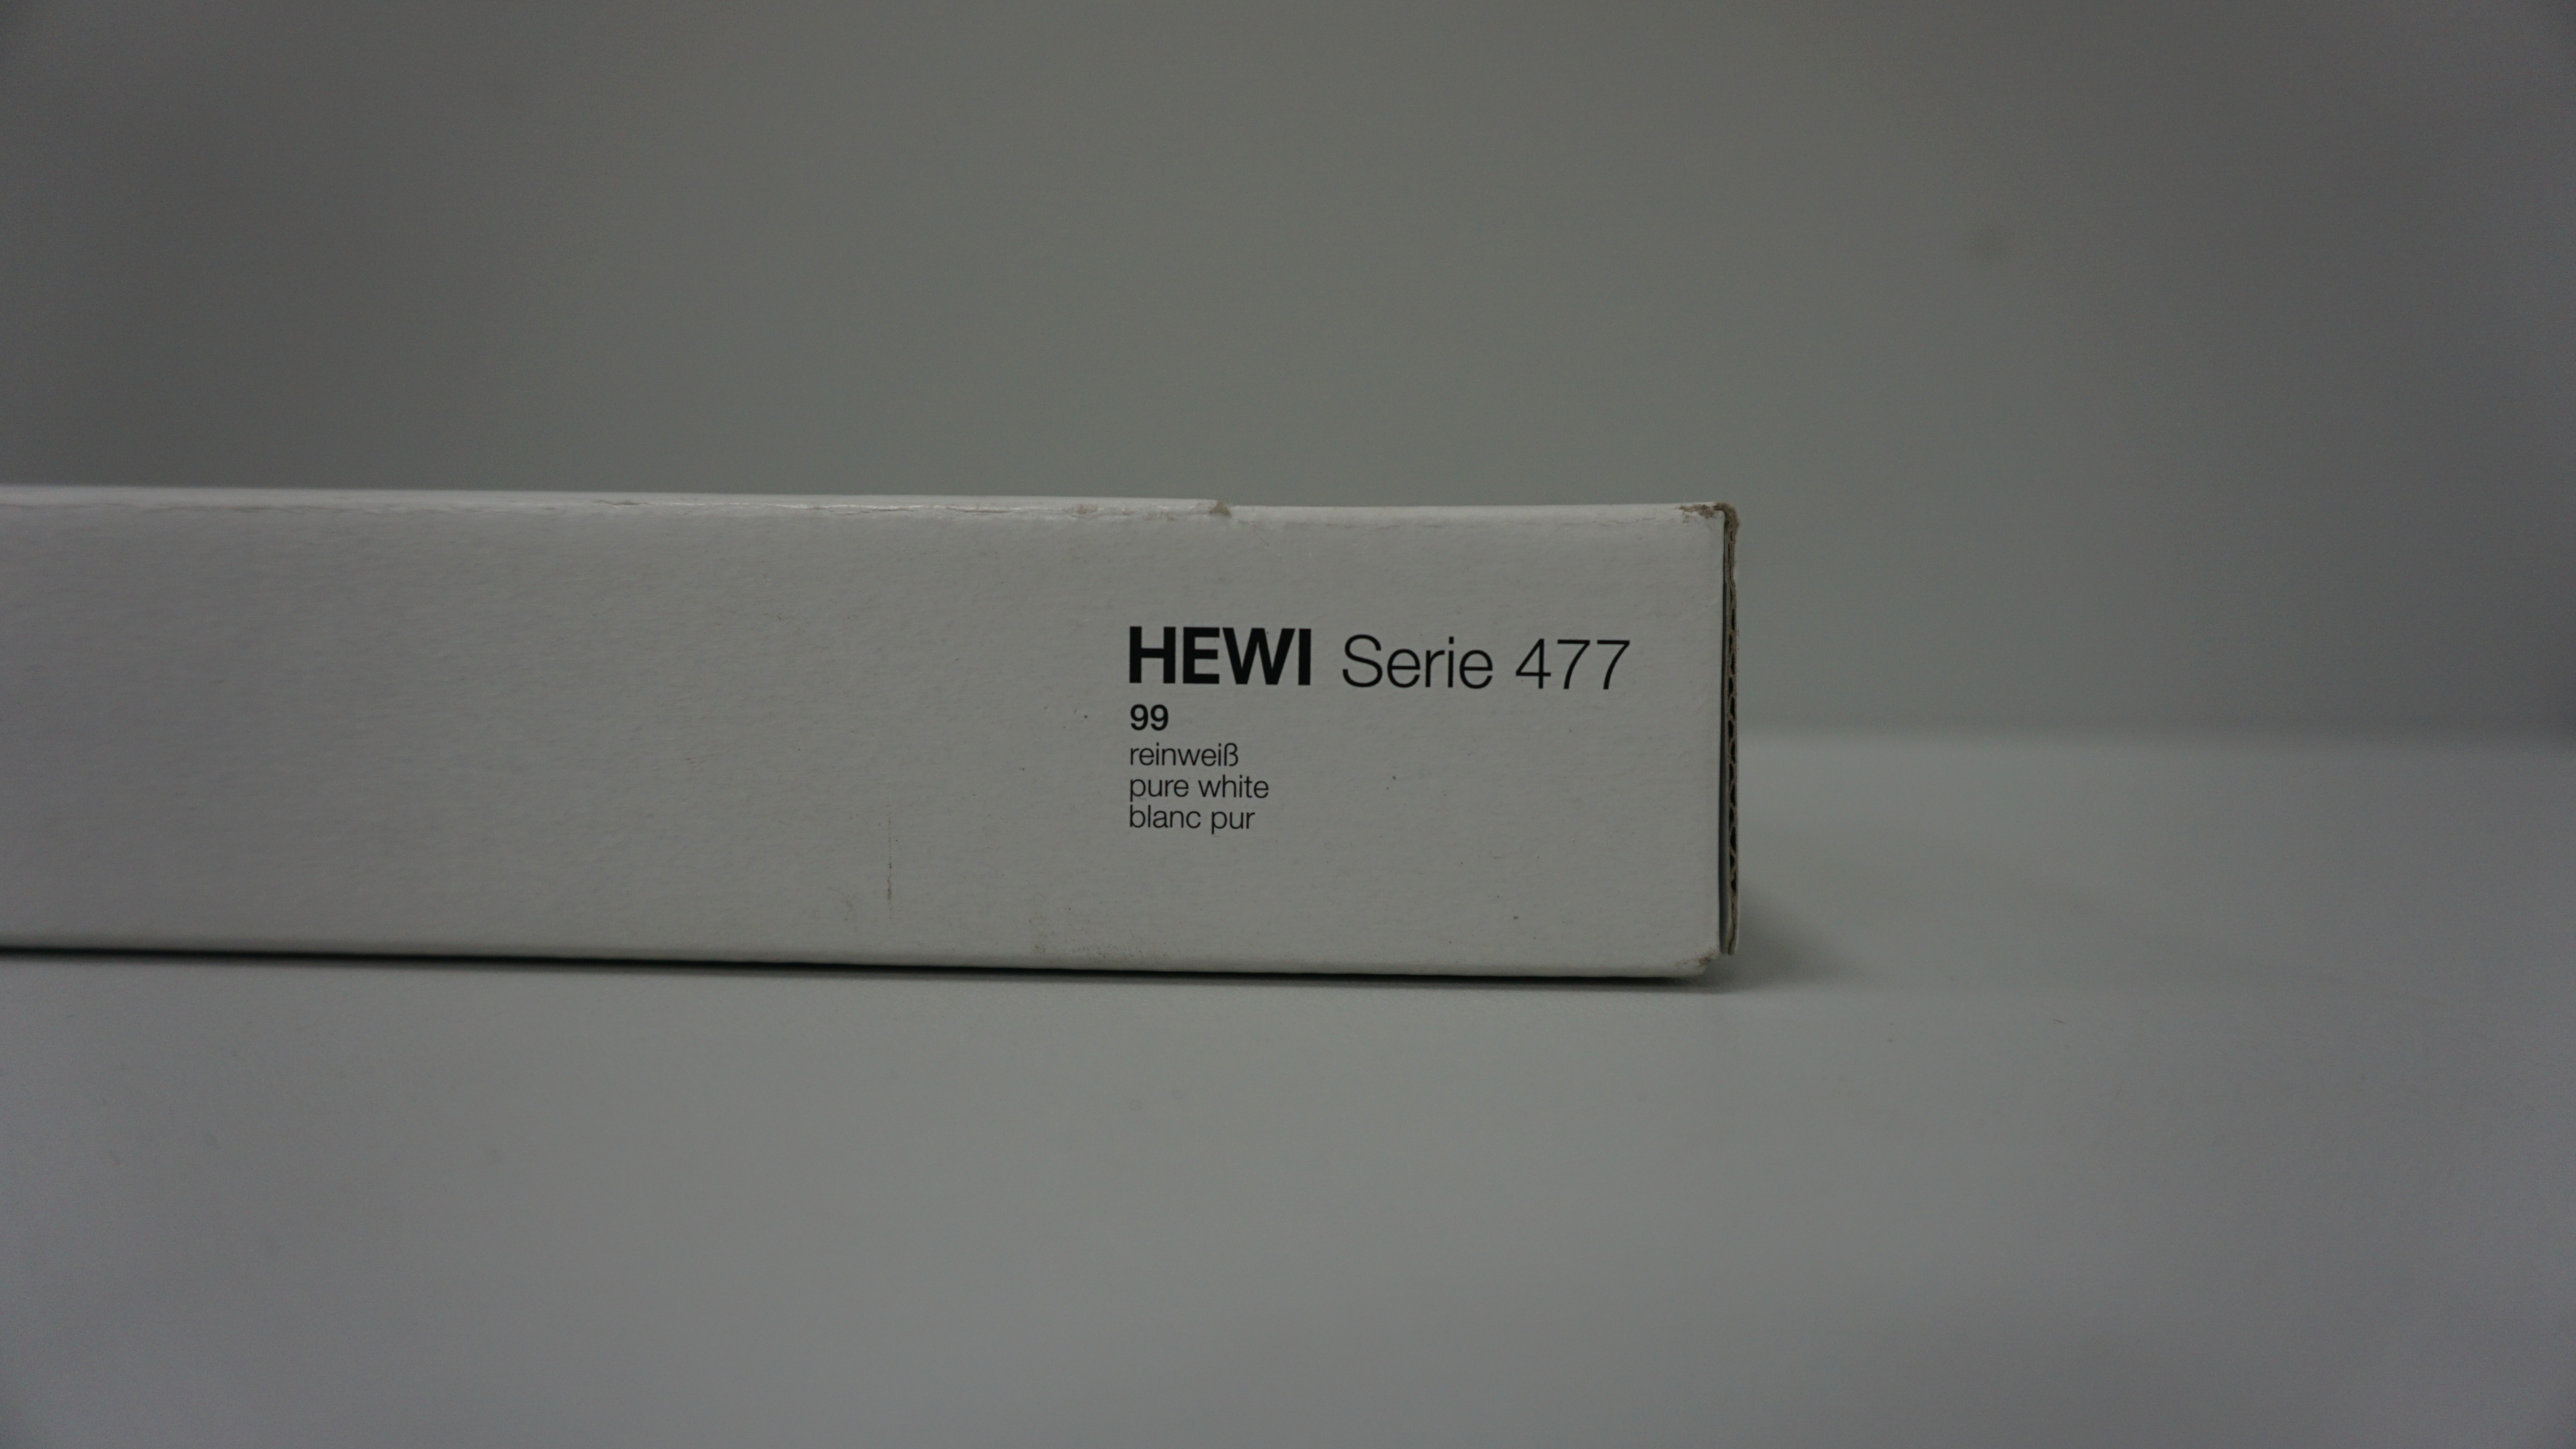 HEWI Serie 477
99
reinweiß
pure white
blanc pur